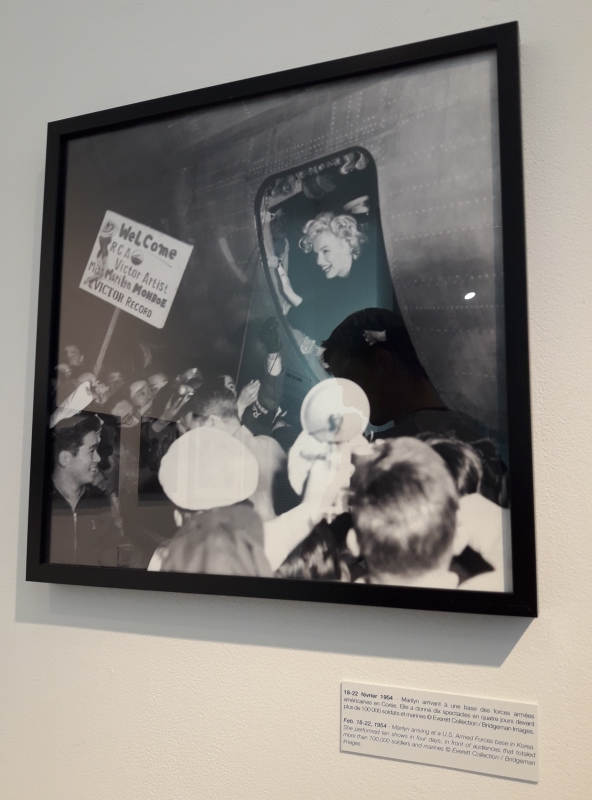 Welcome
RCA
Victor Artist
Miss Marilyn MONROE
VICTOR RECORD
18-22 février 1954 - Marilyn arrivant à une base des forces armées
américaines en Corée. Elle a donné dix spectacles en quatre jours devant
plus de 100 000 soldats et marines © Everett Collection / Bridgeman Images.
Feb. 18-22, 1954 - Marilyn arriving at a U.S. Armed Forces base in Korea.
She performed ten shows in four days, in front of audiences that totaled
more than 100,000 soldiers and marines © Everett Collection / Bridgeman
Images.